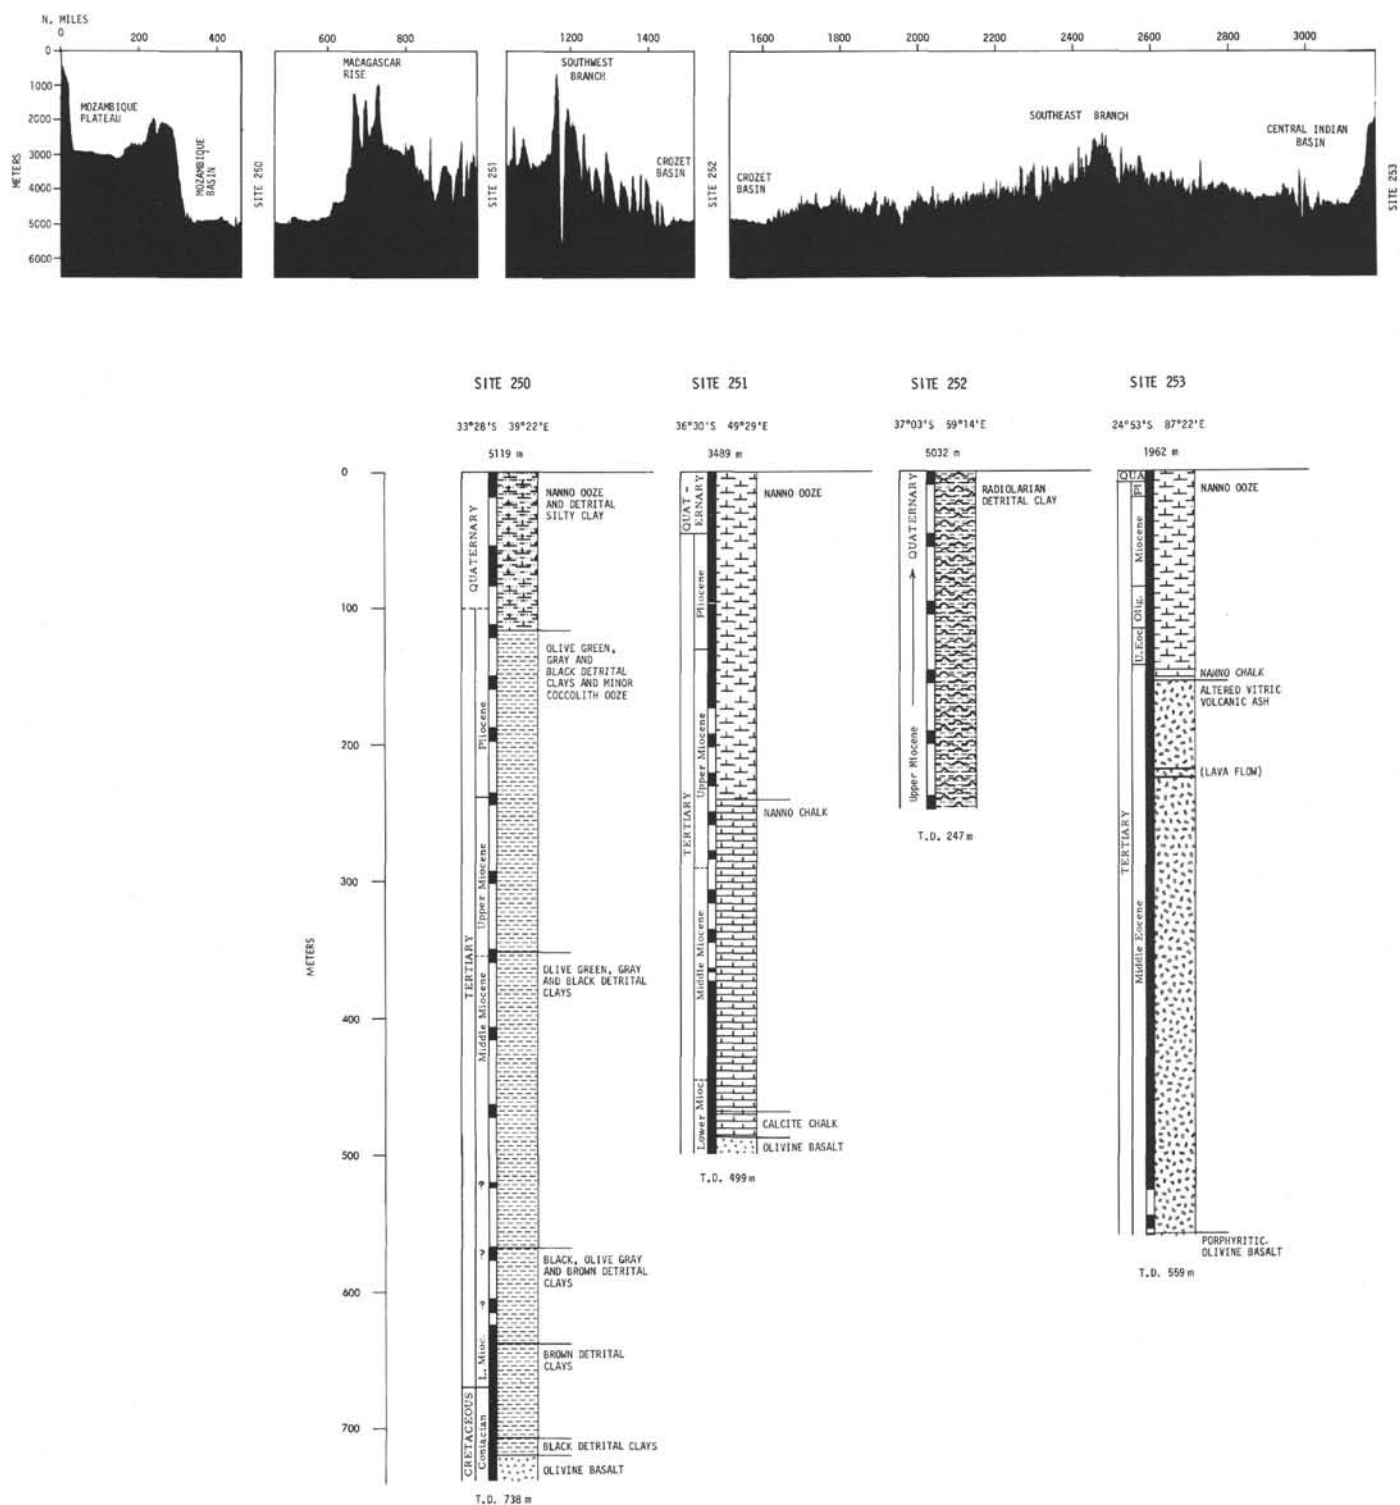 N. MILES
0 200 400 600 800 1200 1400 1600 1800 2000 2200 2400 2600 2800 3000
0
1000
2000
3000
4000
5000
6000
METERS
MOZAMBIQUE
PLATEAU
MOZAMBIQUE
BASIN
SITE 250
MADAGASCAR
RISE
SITE 251
SOUTHWEST
BRANCH
CROZET
BASIN
SITE 252
CROZET
BASIN
SOUTHEAST BRANCH
CENTRAL INDIAN
BASIN
SITE 253
METERS
0
100
200
300
400
500
600
700
SITE 250
33°28'S 39°22'E
5119 m
QUATERNARY
TERTIARY
CRETACEOUS
Pliocene
Upper Miocene
Middle Miocene
?
?
?
L. Mioc.
Coniacian
NANNO OOZE
AND DETRITAL
SILTY CLAY
OLIVE GREEN,
GRAY AND
BLACK DETRITAL
CLAYS AND MINOR
COCCOLITH OOZE
OLIVE GREEN, GRAY
AND BLACK DETRITAL
CLAYS
BLACK, OLIVE GRAY
AND BROWN DETRITAL
CLAYS
BROWN DETRITAL
CLAYS
BLACK DETRITAL CLAYS
OLIVINE BASALT
T.D. 738 m
SITE 251
36°30'S 49°29'E
3489 m
QUAT-
ERNARY
TERTIARY
Pliocene
Upper Miocene
Middle Miocene
Lower Mioc.
NANNO OOZE
NANNO CHALK
CALCITE CHALK
OLIVINE BASALT
T.D. 499 m
SITE 252
37°03'S 59°14'E
5032 m
QUATERNARY
Upper Miocene
RADIOLARIAN
DETRITAL CLAY
T.D. 247 m
SITE 253
24°53'S 87°22'E
1962 m
QUA
TERTIARY
Pl
Miocene
Olig.
U.Eoc.
Middle Eocene
NANNO OOZE
NANNO CHALK
ALTERED VITRIC
VOLCANIC ASH
(LAVA FLOW)
PORPHYRITIC
OLIVINE BASALT
T.D. 559 m